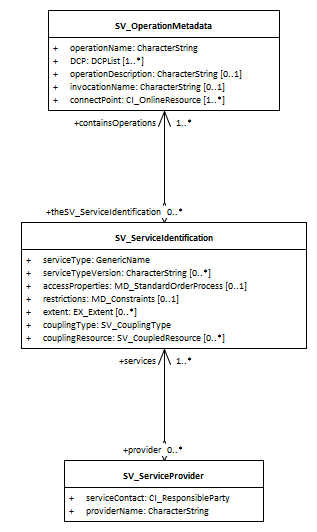 SV_OperationMetadata
+ operationName: CharacterString
+ DCP: DCPList [1..*]
+ operationDescription: CharacterString [0..1]
+ invocationName: CharacterString [0..1]
+ connectPoint: CI_OnlineResource [1..*]
+containsOperations 1..*
+theSV_ServiceIdentification 0..*
SV_ServiceIdentification
+ serviceType: GenericName
+ serviceTypeVersion: CharacterString [0..*]
+ accessProperties: MD_StandardOrderProcess [0..1]
+ restrictions: MD_Constraints [0..1]
+ extent: EX_Extent [0..*]
+ couplingType: SV_CouplingType
+ couplingResource: SV_CoupledResource [0..*]
+services 1..*
+provider 0..*
SV_ServiceProvider
+ serviceContact: CI_ResponsibleParty
+ providerName: CharacterString